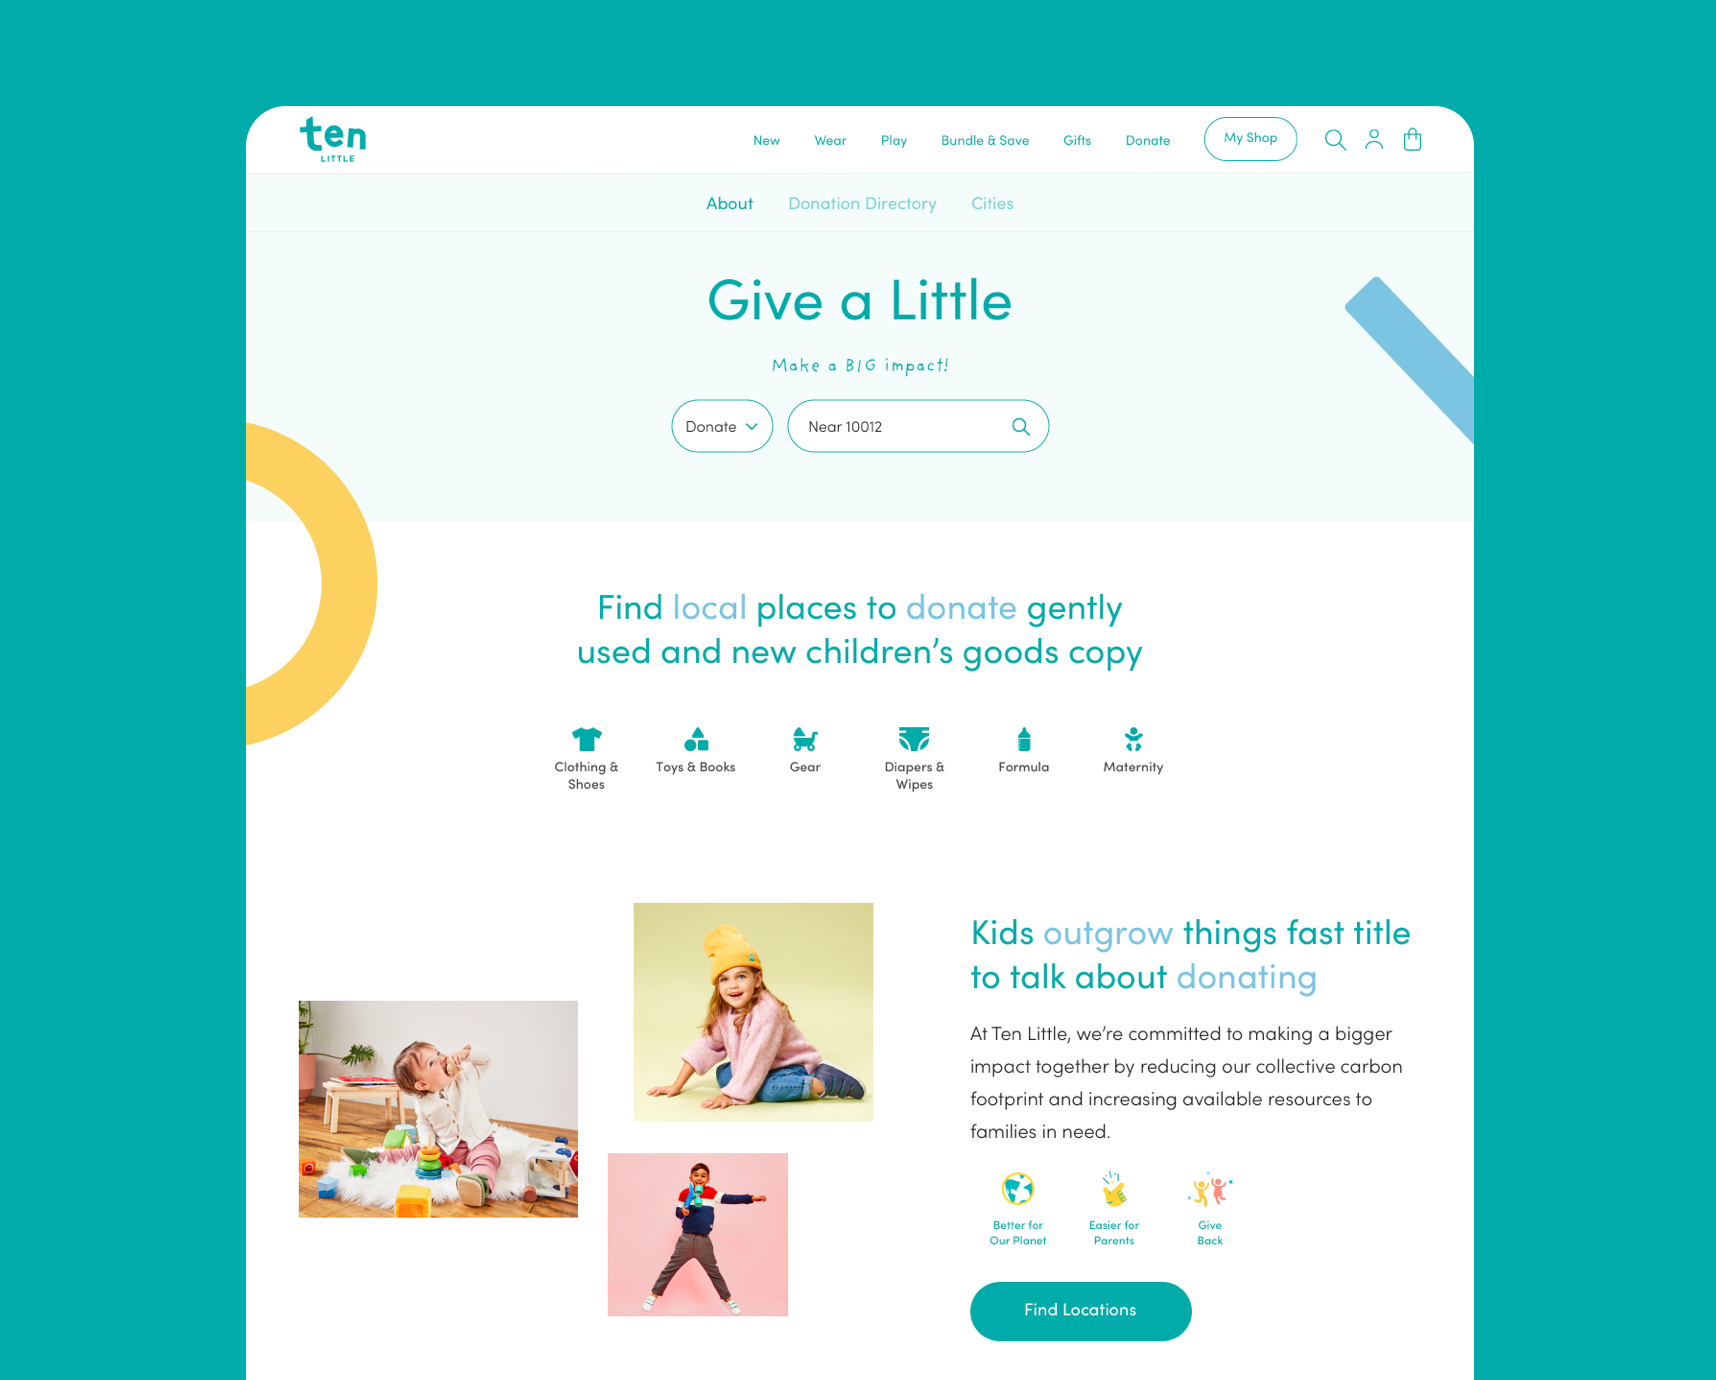 ten
LITTLE
New Wear Play Bundle & Save Gifts Donate My Shop
About Donation Directory Cities
Give a Little
Make a BIG impact!
Donate Near 10012
Find local places to donate gently
used and new children's goods copy
Clothing &
Shoes
Toys & Books
Gear
Diapers &
Wipes
Formula
Maternity
Kids outgrow things fast title
to talk about donating
At Ten Little, we're committed to making a bigger
impact together by reducing our collective carbon
footprint and increasing available resources to
families in need.
Better for
Our Planet
Easier for
Parents
Give
Back
Find Locations